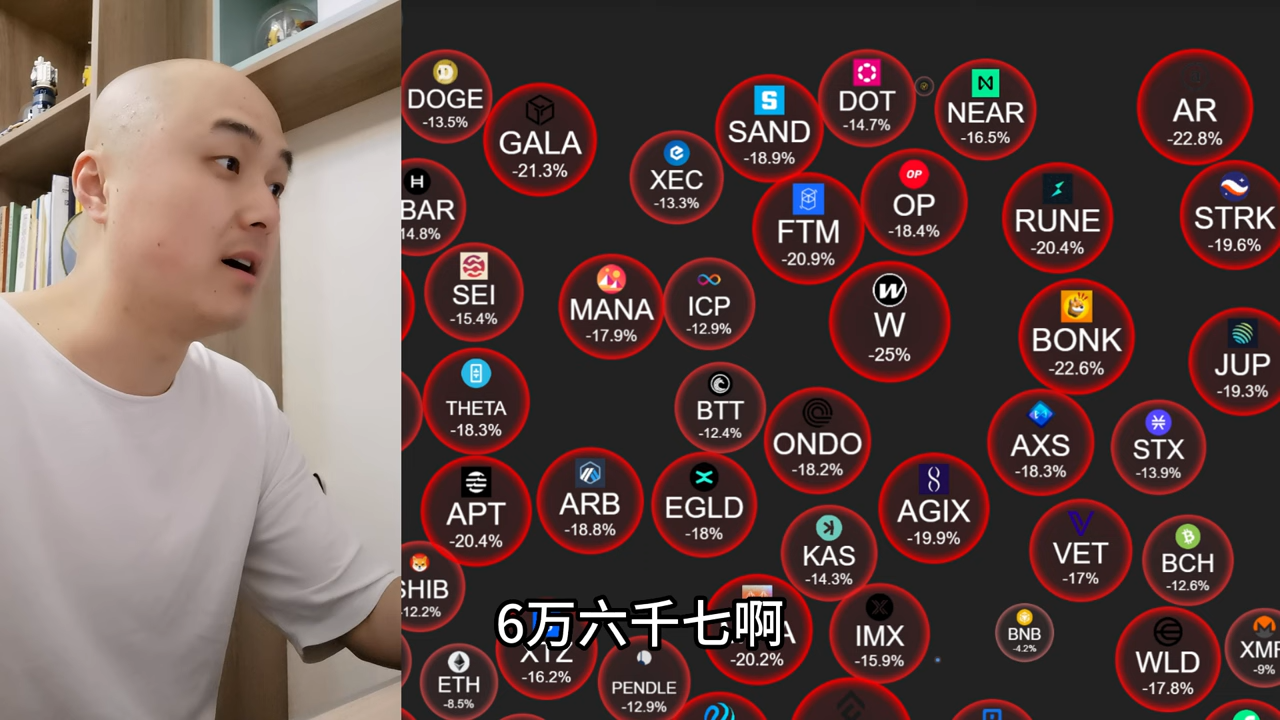 DOGE
-13.5%
GALA
-21.3%
XEC
-13.3%
SAND
-18.9%
DOT
-14.7%
NEAR
-16.5%
AR
-22.8%
BAR
14.8%
FTM
-20.9%
OP
-18.4%
RUNE
-20.4%
STRK
-19.6%
SEI
-15.4%
MANA
-17.9%
ICP
-12.9%
W
-25%
BONK
-22.6%
JUP
-19.3%
THETA
-18.3%
BTT
-12.4%
ONDO
-18.2%
AXS
-18.3%
STX
-13.9%
APT
-20.4%
ARB
-18.8%
EGLD
-18%
AGIX
-19.9%
KAS
-14.3%
VET
-17%
BCH
-12.6%
SHIB
-12.2%
6万六千七啊
XTZ
-16.2%
A
-20.2%
IMX
-15.9%
BNB
-4.2%
WLD
-17.8%
XMR
-9%
ETH
-8.5%
PENDLE
-12.9%